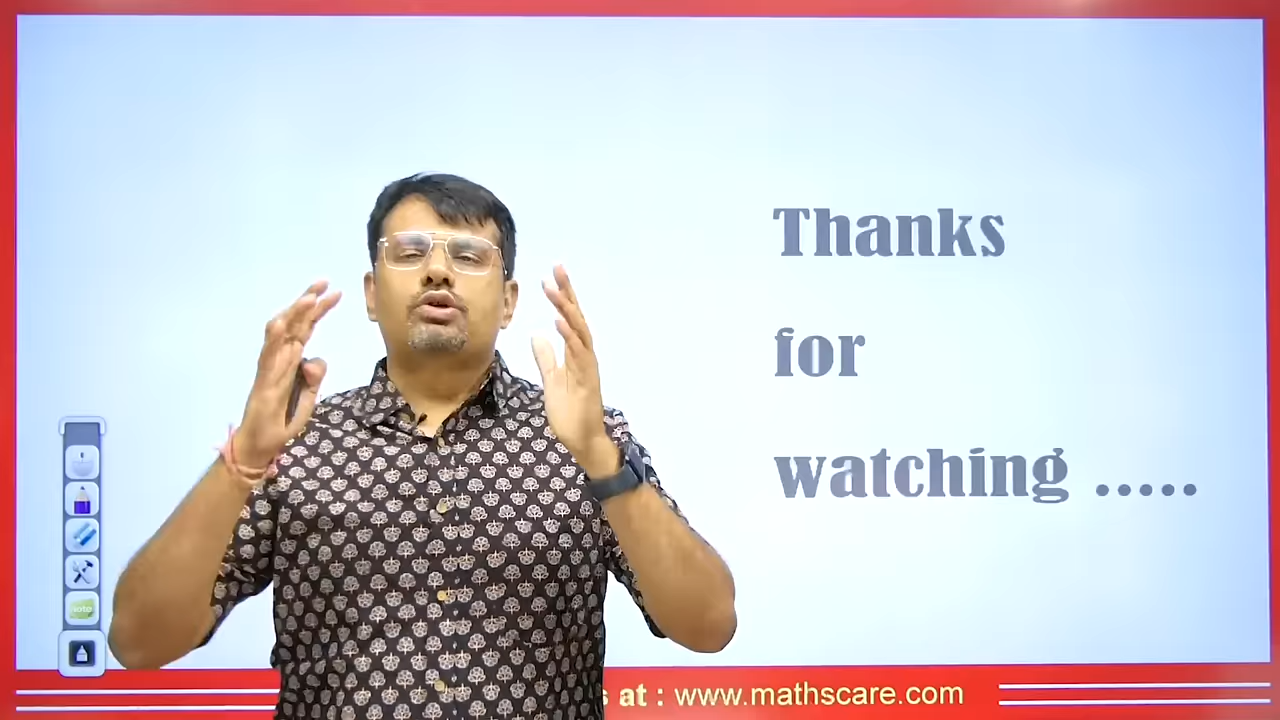 Thanks
for
watching .....
at : www.mathscare.com